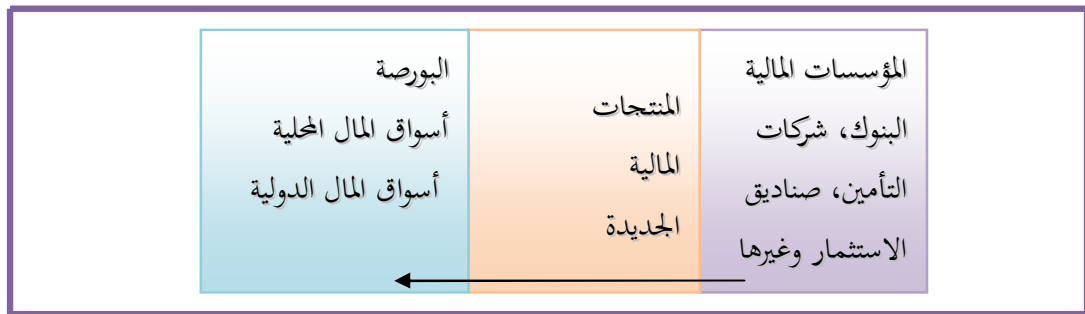 المؤسسات المالية
البنوك، شركات
التأمين، صناديق
الاستثمار وغيرها
المنتجات
المالية
الجديدة
البورصة
أسواق المال المحلية
أسواق المال الدولية